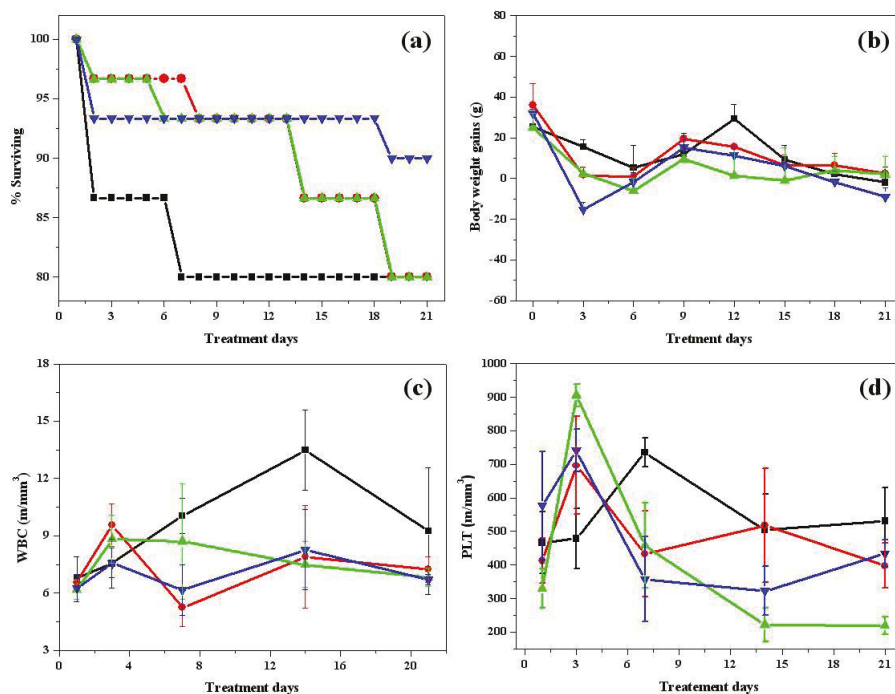 (a)
% Surviving
100
95
90
85
80
0 3 6 9 12 15 18 21
Treatment days
(b)
Body weight gains (g)
80
60
40
20
0
-20
-40
-60
0 3 6 9 12 15 18 21
Tretment days
(c)
WBC (m/mm³)
18
15
12
9
6
3
0 4 8 12 16 20
Treatment days
(d)
PLT (m/mm³)
1000
900
800
700
600
500
400
300
200
0 3 6 9 12 15 18 21
Treatement days